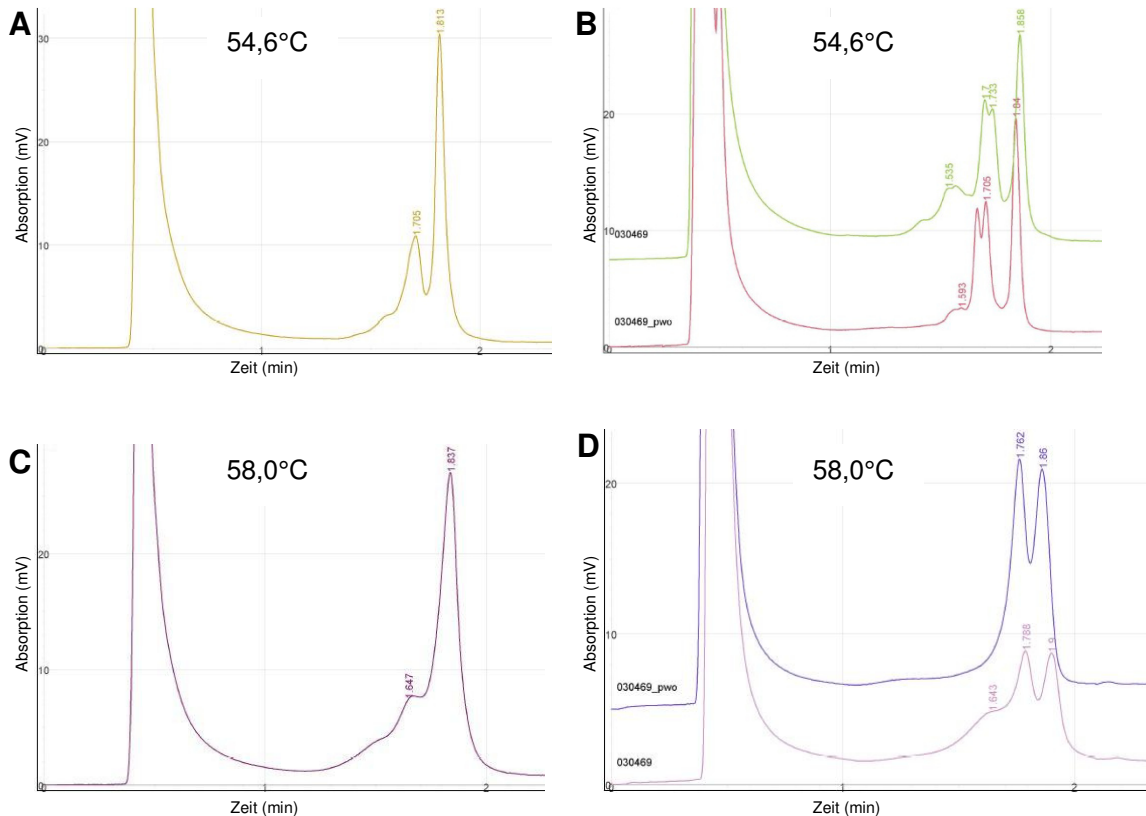 A
54,6°C
Absorption (mV)
30
20
10
0
1.705
1.813
1
2
Zeit (min)
B
54,6°C
Absorption (mV)
20
10
0
030469
030469_pwo
1.535
1.7
1.733
1.858
1.593
1.705
1.84
1
2
Zeit (min)
C
58,0°C
Absorption (mV)
20
10
0
1.647
1.837
1
2
Zeit (min)
D
58,0°C
Absorption (mV)
20
10
0
030469_pwo
030469
1.762
1.86
1.643
1.788
1.9
1
2
Zeit (min)